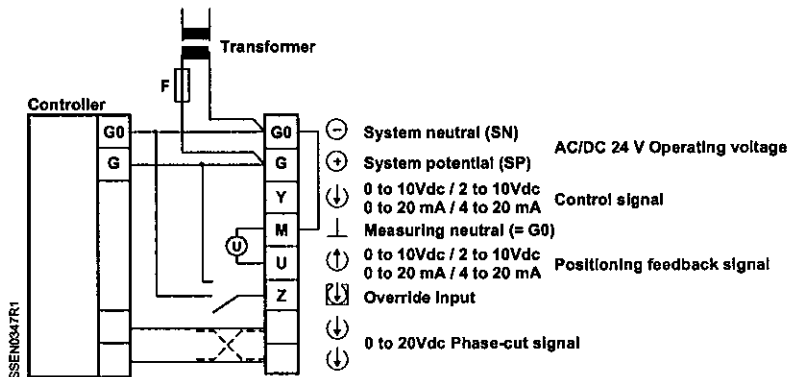 Transformer
F
Controller
G0
G0
System neutral (SN)
AC/DC 24 V Operating voltage
G
G
System potential (SP)
Y
0 to 10Vdc / 2 to 10Vdc
0 to 20 mA / 4 to 20 mA
Control signal
M
Measuring neutral (= G0)
U
U
0 to 10Vdc / 2 to 10Vdc
0 to 20 mA / 4 to 20 mA
Positioning feedback signal
Z
Override Input
0 to 20Vdc Phase-cut signal
SSEN0347R1